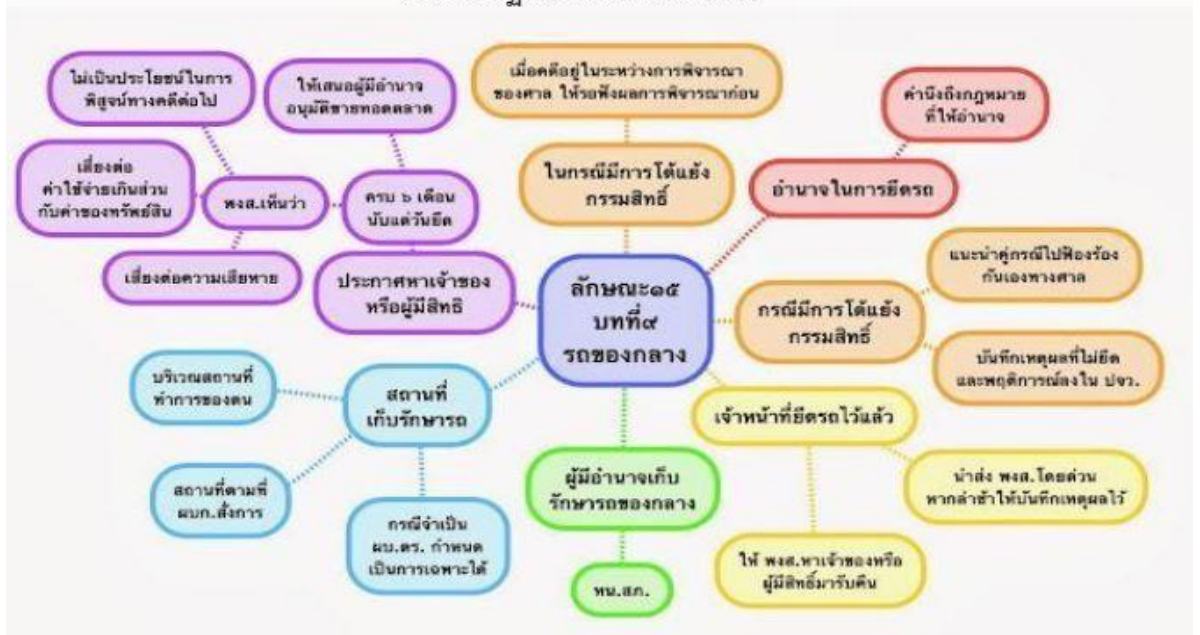 ไม่เป็นประโยชน์ในการ
พิสูจน์ทางคดีต่อไป
ให้เสนอผู้มีอำนาจ
อนุมัติขายทอดตลาด
เมื่อคดีอยู่ในระหว่างการพิจารณา
ของศาล ให้รอฟังผลการพิจารณาก่อน
คำนึงถึงกฎหมาย
ที่ให้อำนาจ
เสี่ยงต่อ
ค่าใช้จ่ายเกินส่วน
กับค่าของทรัพย์สิน
พงส.เห็นว่า
ครบ ๖ เดือน
นับแต่วันยึด
ในกรณีมีการโต้แย้ง
กรรมสิทธิ์
อำนาจในการยึดรถ
เสี่ยงต่อความเสียหาย
ประกาศหาเจ้าของ
หรือผู้มีสิทธิ
ลักษณะ๑๕
บทที่๙
รถของกลาง
กรณีมีการโต้แย้ง
กรรมสิทธิ์
แนะนำคู่กรณีไปฟ้องร้อง
กันเองทางศาล
บันทึกเหตุผลที่ไม่ยึด
และพฤติการณ์ลงใน ปจว.
บริเวณสถานที่
ทำการของตน
สถานที่
เก็บรักษารถ
สถานที่ตามที่
ผบก.สั่งการ
กรณีจำเป็น
ผบ.ตร. กำหนด
เป็นการเฉพาะได้
ผู้มีอำนาจเก็บ
รักษารถของกลาง
หน.สภ.
เจ้าหน้าที่ยึดรถไว้แล้ว
นำส่ง พงส.โดยด่วน
หากล่าช้าให้บันทึกเหตุผลไว้
ให้ พงส.หาเจ้าของหรือ
ผู้มีสิทธิ์มารับคืน